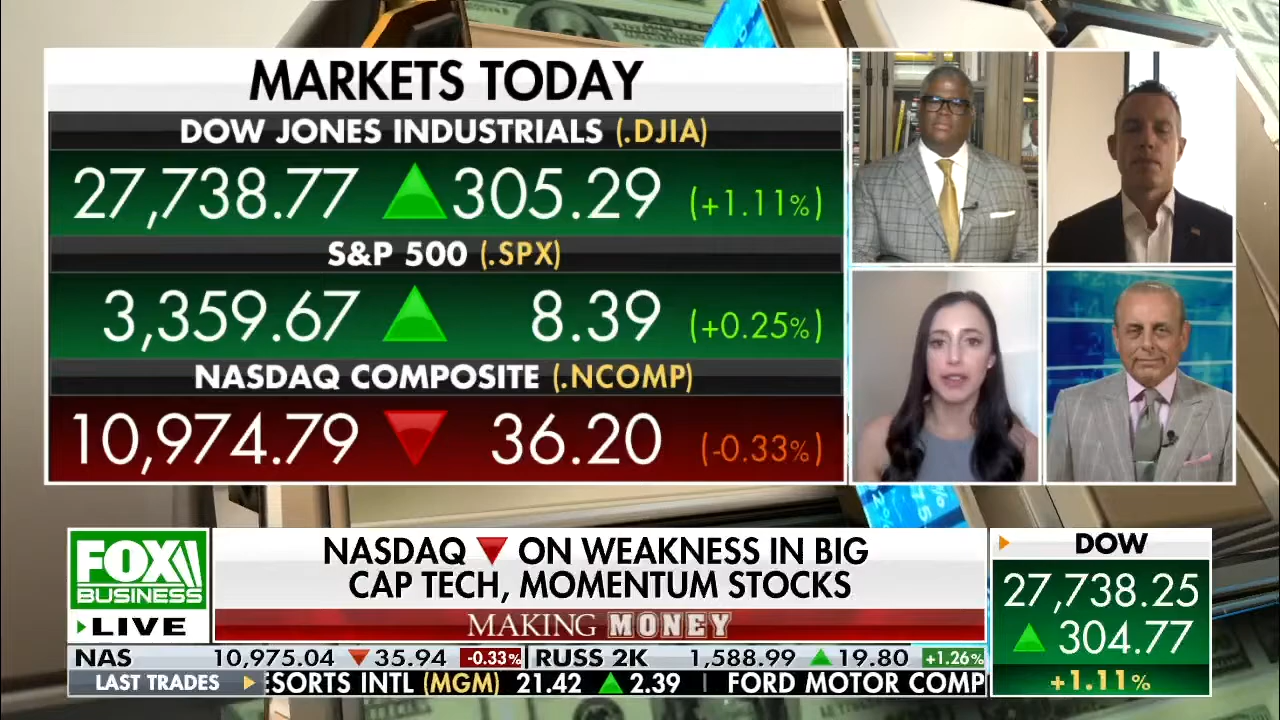 MARKETS TODAY
DOW JONES INDUSTRIALS (.DJIA)
27,738.77 ▲ 305.29 (+1.11%)
S&P 500 (.SPX)
3,359.67 ▲ 8.39 (+0.25%)
NASDAQ COMPOSITE (.NCOMP)
10,974.79 ▼ 36.20 (-0.33%)
FOX
BUSINESS
LIVE
NASDAQ ▼ ON WEAKNESS IN BIG
CAP TECH, MOMENTUM STOCKS
MAKING MONEY
DOW
27,738.25
▲ 304.77
+1.11%
NAS 10,975.04 ▼ 35.94 -0.33% RUSS 2K 1,588.99 ▲ 19.80 +1.26%
LAST TRADES ESORTS INTL (MGM) 21.42 ▲ 2.39 | FORD MOTOR COMP